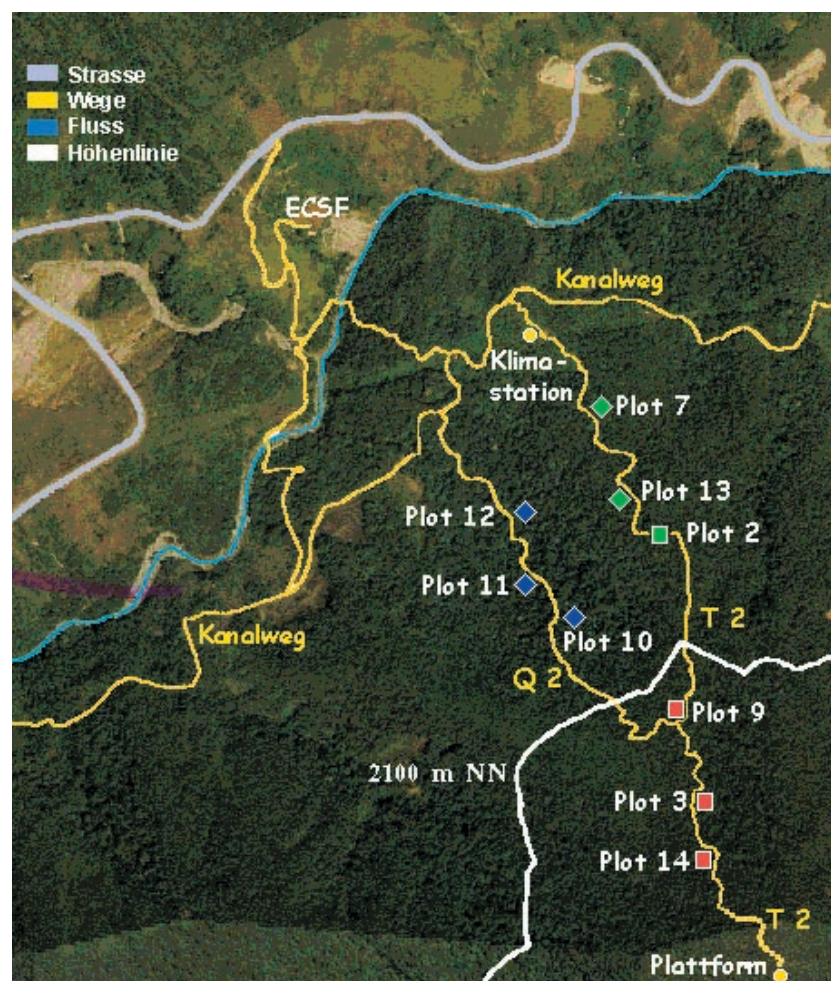 Strasse
Wege
Fluss
Höhenlinie
ECSF
Kanalweg
Klima-
station
Plot 7
Plot 13
Plot 12
Plot 2
Plot 11
T 2
Kanalweg
Plot 10
Q 2
Plot 9
2100 m NN
Plot 3
Plot 14
T 2
Plattform